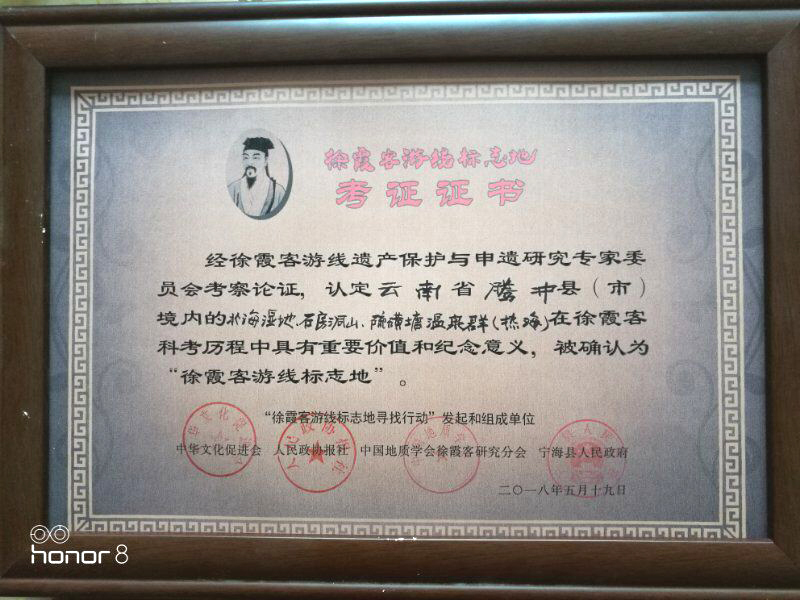 徐霞客游线标志地
考证证书
经徐霞客游线遗产保护与申遗研究专家委
员会考察论证，认定云南省腾冲县（市）
境内的北海湿地、石房洞山、硫磺塘温泉群(热海)在徐霞客
科考历程中具有重要价值和纪念意义，被确认为
“徐霞客游线标志地”。
“徐霞客游线标志地寻找行动”发起和组成单位
中华文化促进会 人民政协报社 中国地质学会徐霞客研究分会 宁海县人民政府
二〇一八年五月十九日
honor 8